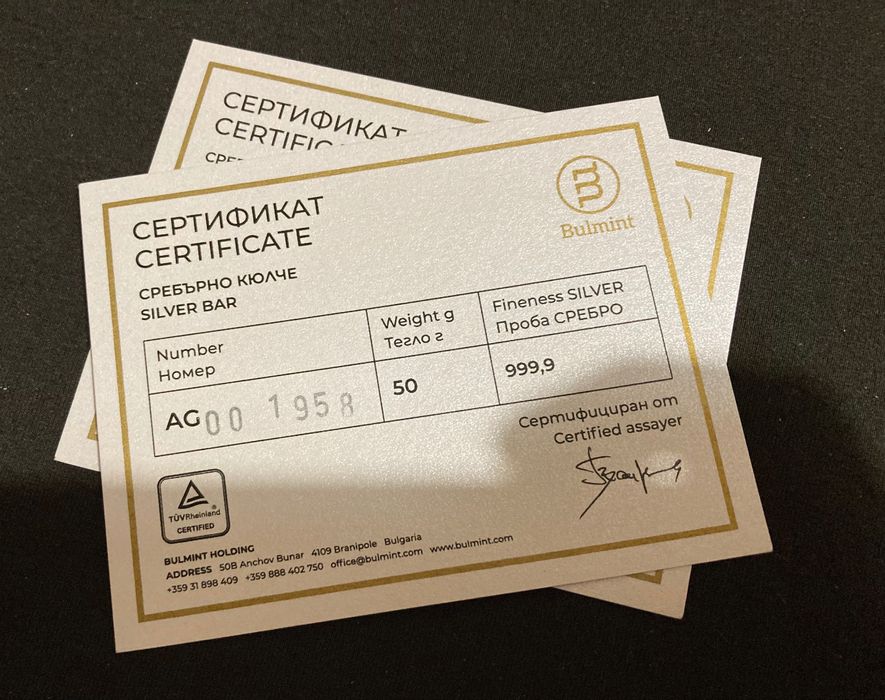 СЕРТИФИКАТ
CERTIFIC
СРЕ
Bulmint
СЕРТИФИКАТ
CERTIFICATE
СРЕБЪРНО КЮЛЧЕ
SILVER BAR
Number
Номер
Weight g
Тегло г
Fineness SILVER
Проба СРЕБРО
AG00 1958
50
999,9
Сертифициран от
Certified assayer
TÜVRheinland®
CERTIFIED
BULMINT HOLDING
ADDRESS 50B Anchov Bunar 4109 Branipole Bulgaria
+359 31 898 409 +359 888 402 750 office@bulmint.com www.bulmint.com